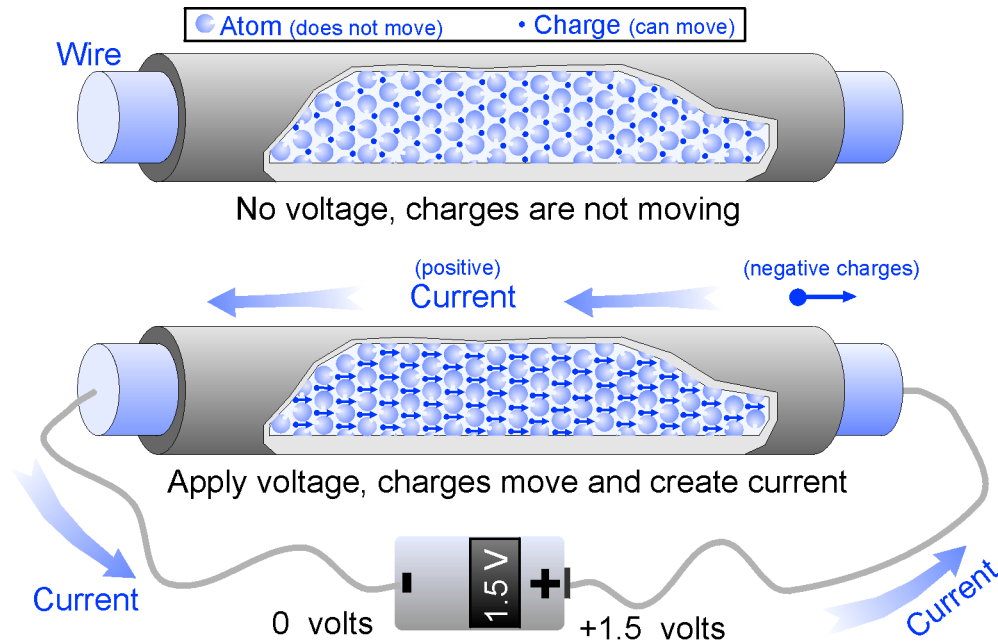 Atom (does not move) Charge (can move)
Wire
No voltage, charges are not moving
(positive) (negative charges)
Current
Apply voltage, charges move and create current
Current
- 1.5 V +
0 volts +1.5 volts
Current